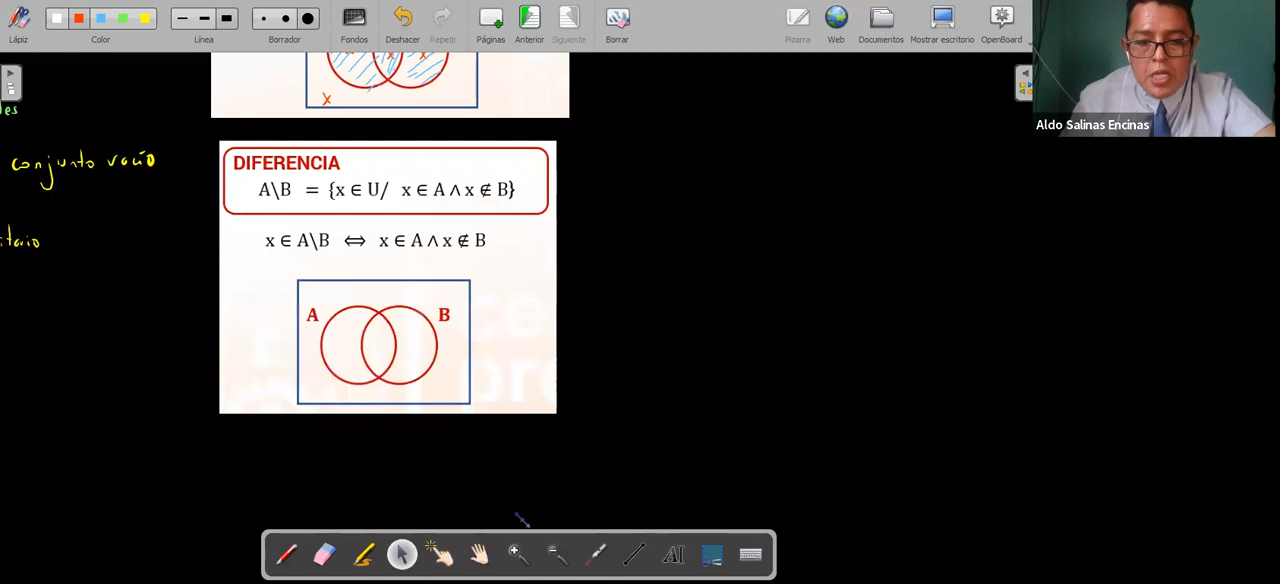 Lápiz
Color
Línea
Borrador
Fondos
Deshacer
Repetir
Páginas
Anterior
Siguiente
Borrar
Pizarra
Web
Documentos
Mostrar escritorio
OpenBoard
Aldo Salinas Encinas
x
conjunto vacío
DIFERENCIA
A\B = {x ∈ U/ x ∈ A ∧ x ∉ B}
x ∈ A\B ⟺ x ∈ A ∧ x ∉ B
A
B
AI